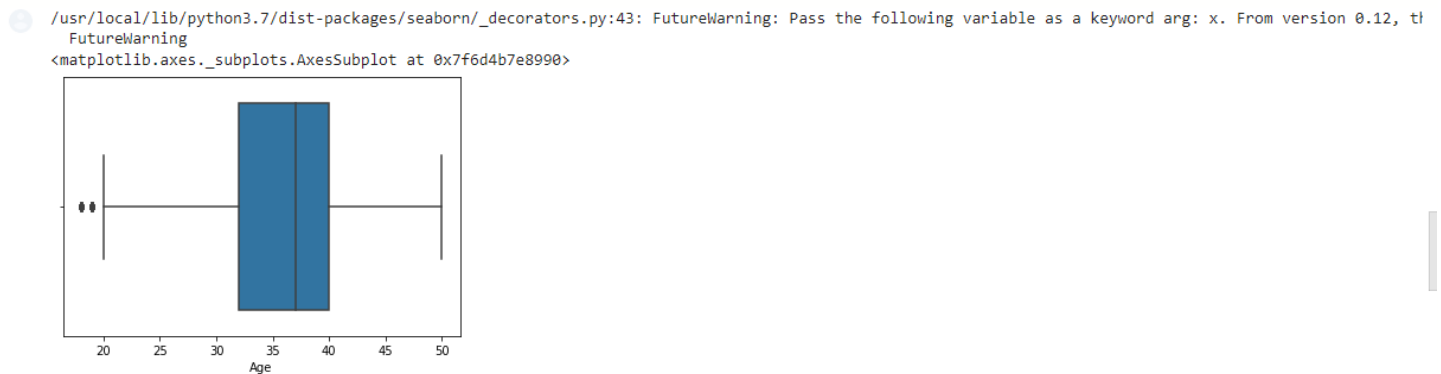 /usr/local/lib/python3.7/dist-packages/seaborn/_decorators.py:43: FutureWarning: Pass the following variable as a keyword arg: x. From version 0.12,
FutureWarning
<matplotlib.axes._subplots.AxesSubplot at 0x7f6d4b7e8990>
20 25 30 35 40 45 50
Age